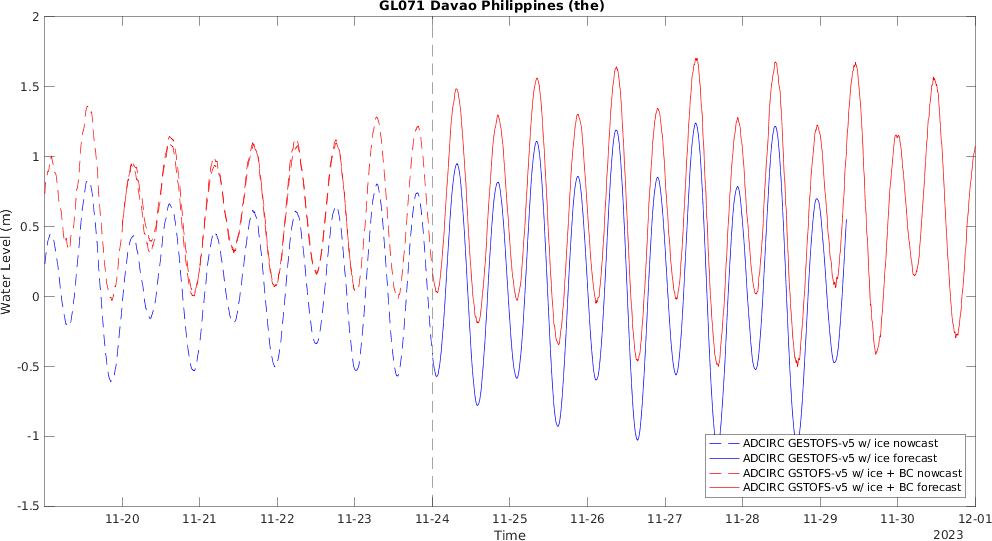 GL071 Davao Philippines (the)
2
1.5
1
0.5
0
-0.5
-1
-1.5
Water Level (m)
ADCIRC GESTOFS-v5 w/ ice nowcast
ADCIRC GESTOFS-v5 w/ ice forecast
ADCIRC GSTOFS-v5 w/ ice + BC nowcast
ADCIRC GSTOFS-v5 w/ ice + BC forecast
11-20 11-21 11-22 11-23 11-24 11-25 11-26 11-27 11-28 11-29 11-30 12-01
Time
2023